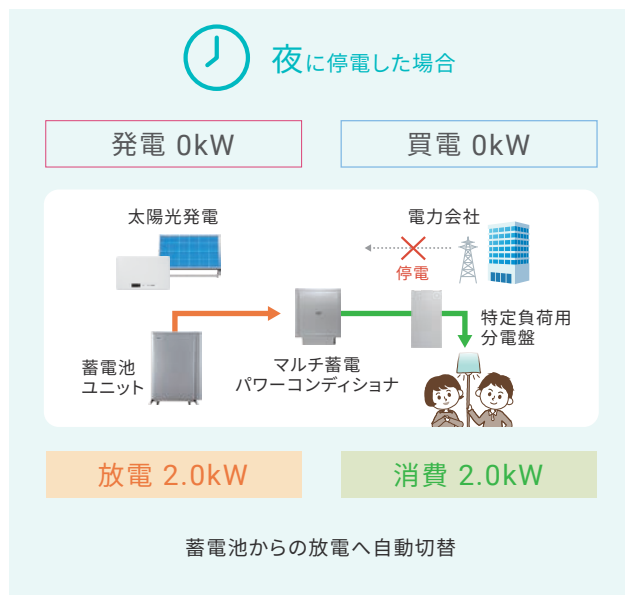 夜に停電した場合
発電 0kW
買電 0kW
太陽光発電
電力会社
停電
特定負荷用
分電盤
蓄電池
ユニット
マルチ蓄電
パワーコンディショナ
放電 2.0kW
消費 2.0kW
蓄電池からの放電へ自動切替